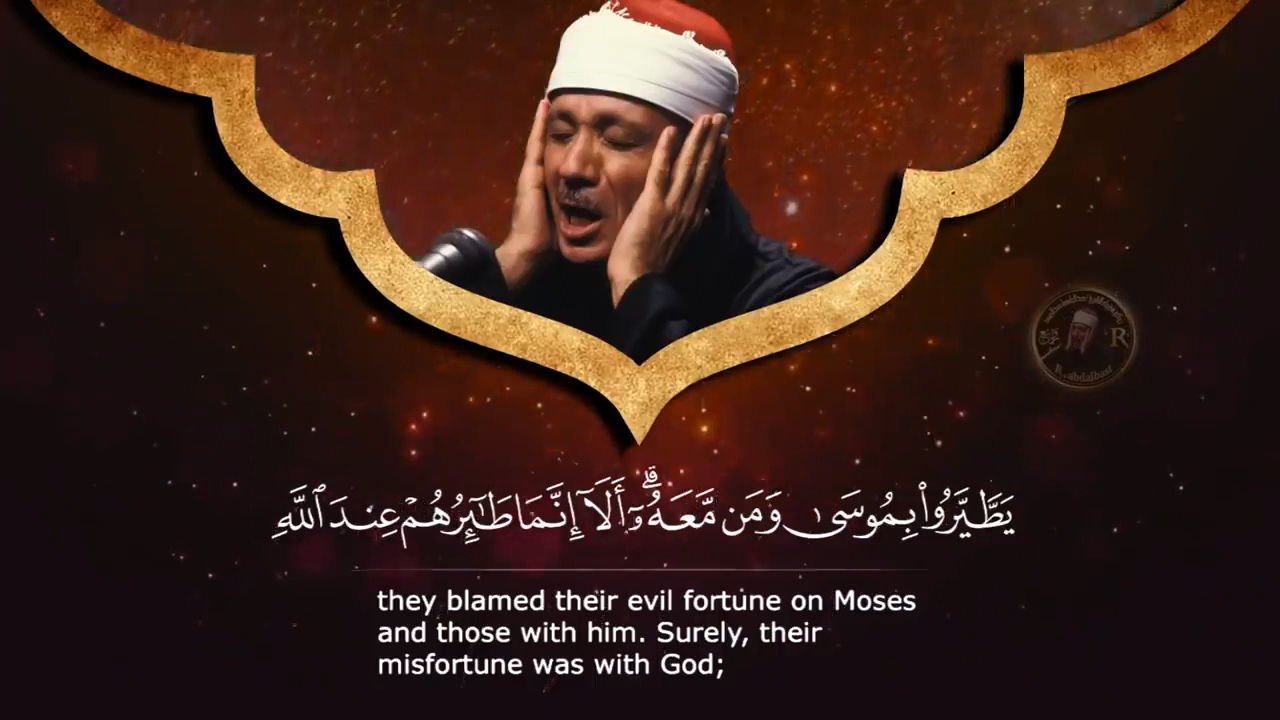 يَطَّيَّرُوا۟ بِمُوسَىٰ وَمَن مَّعَهُۥٓ ۗ أَلَآ إِنَّمَا طَـٰٓئِرُهُمْ عِندَ ٱللَّهِ
they blamed their evil fortune on Moses
and those with him. Surely, their
misfortune was with God;
R